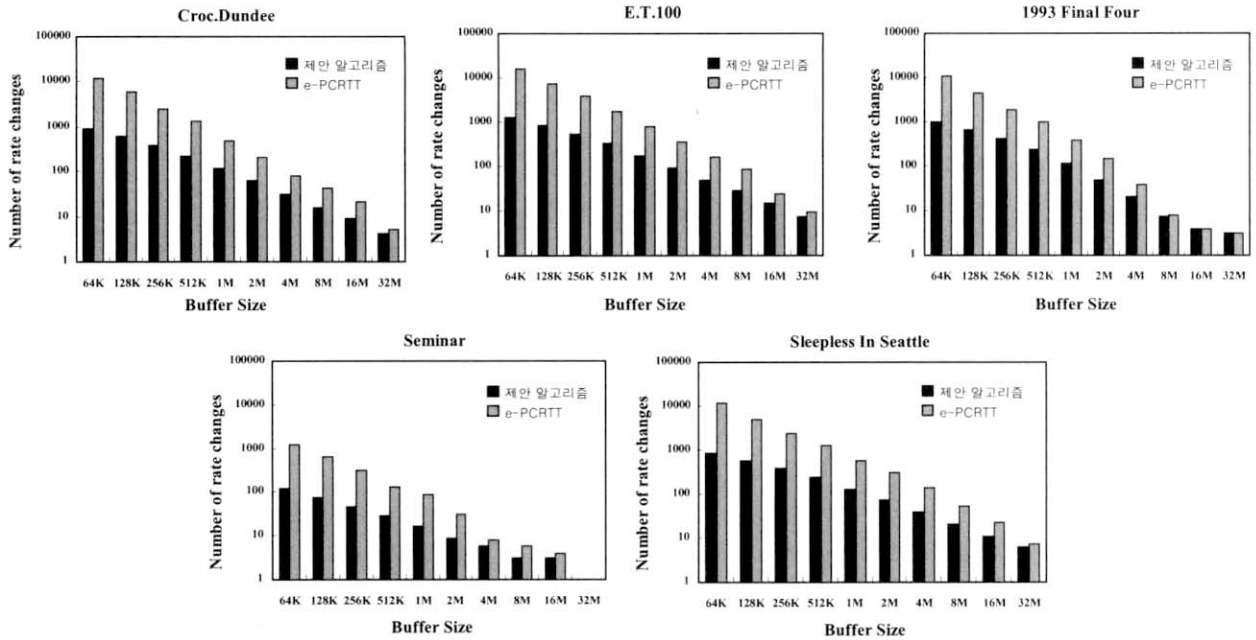 Croc.Dundee
100000
10000
1000
100
10
1
Number of rate changes
제안 알고리즘
e-PCRTT
64K 128K 256K 512K 1M 2M 4M 8M 16M 32M
Buffer Size
E.T.100
100000
10000
1000
100
10
1
Number of rate changes
제안 알고리즘
e-PCRTT
64K 128K 256K 512K 1M 2M 4M 8M 16M 32M
Buffer Size
1993 Final Four
100000
10000
1000
100
10
1
Number of rate changes
제안 알고리즘
e-PCRTT
64K 128K 256K 512K 1M 2M 4M 8M 16M 32M
Buffer Size
Seminar
100000
10000
1000
100
10
1
Number of rate changes
제안 알고리즘
e-PCRTT
64K 128K 256K 512K 1M 2M 4M 8M 16M 32M
Buffer Size
Sleepless In Seattle
100000
10000
1000
100
10
1
Number of rate changes
제안 알고리즘
e-PCRTT
64K 128K 256K 512K 1M 2M 4M 8M 16M 32M
Buffer Size